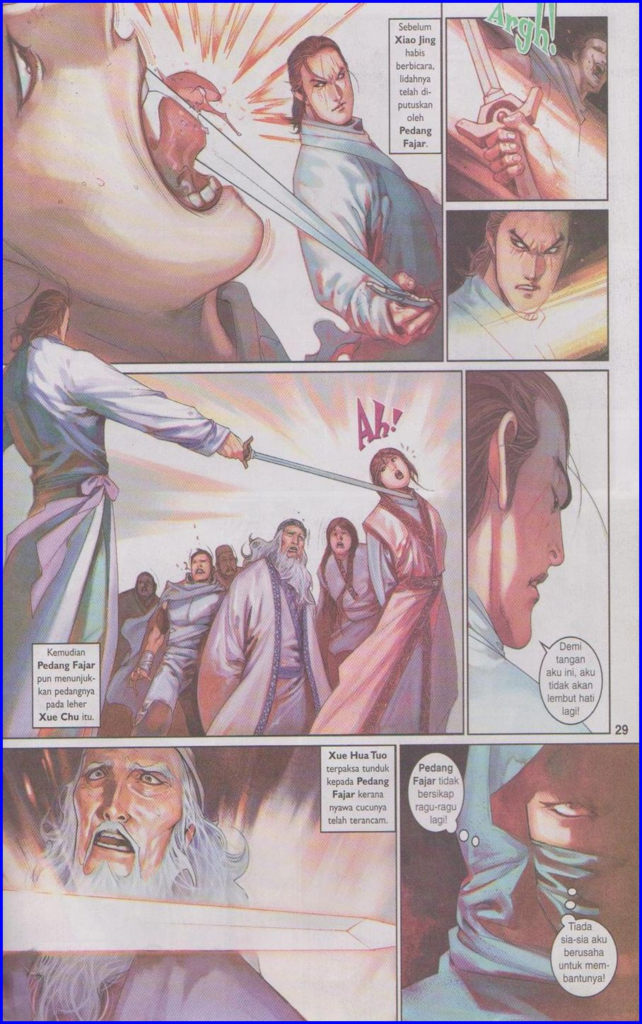 Sebelum
Xiao Jing
habis
berbicara,
lidahnya
telah di-
putuskan
oleh
Pedang
Fajar.
Argh!
Ah!
Kemudian
Pedang Fajar
pun menunjuk-
kan pedangnya
pada leher
Xue Chu itu.
Demi
tangan
aku ini, aku
tidak akan
lembut hati
lagi!
29
Xue Hua Tuo
terpaksa tunduk
kepada Pedang
Fajar kerana
nyawa cucunya
telah terancam.
Pedang
Fajar tidak
bersikap
ragu-ragu
lagi!
Tiada
sia-sia aku
berusaha
untuk mem-
bantunya!